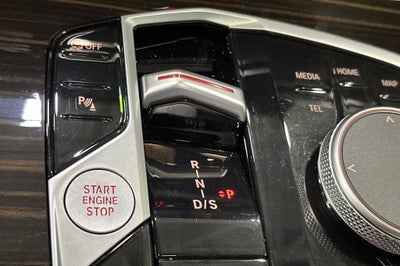 OFF
MEDIA
HOME
MAP
TEL
P
R
N
N
D/S
P
START
ENGINE
STOP